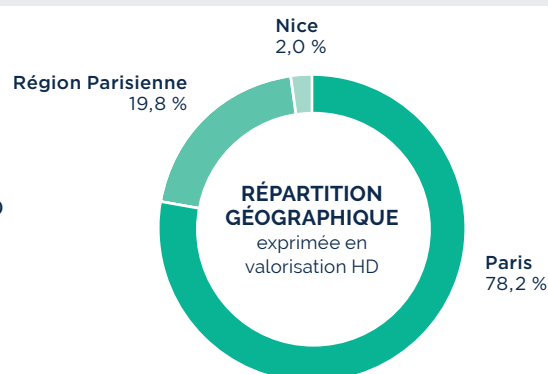 Nice
2,0 %
Région Parisienne
19,8 %
RÉPARTITION
GÉOGRAPHIQUE
exprimée en
valorisation HD
Paris
78,2 %